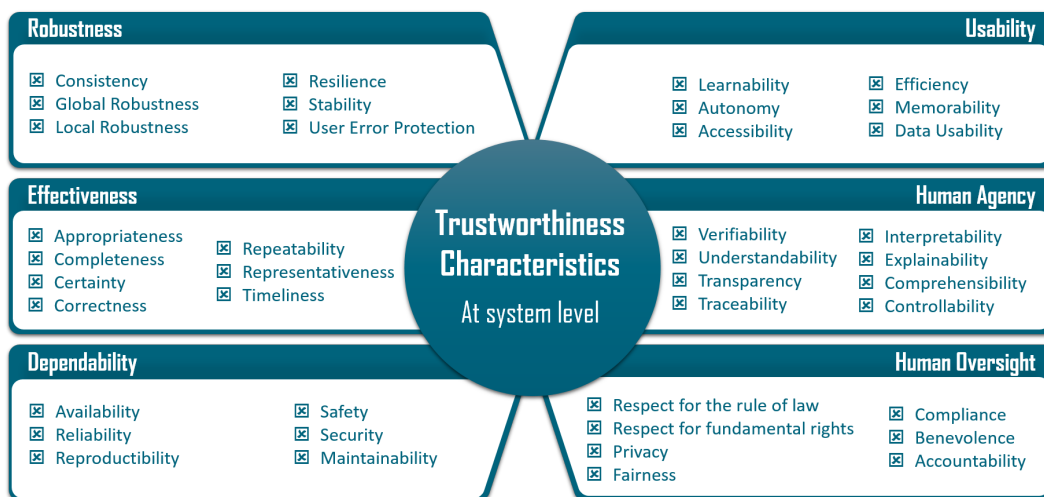 Robustness
Consistency
Global Robustness
Local Robustness
Resilience
Stability
User Error Protection
Usability
Learnability
Autonomy
Accessibility
Efficiency
Memorability
Data Usability
Effectiveness
Appropriateness
Completeness
Certainty
Correctness
Repeatability
Representativeness
Timeliness
Trustworthiness
Characteristics
At system level
Human Agency
Verifiability
Understandability
Transparency
Traceability
Interpretability
Explainability
Comprehensibility
Controllability
Dependability
Availability
Reliability
Reproductibility
Safety
Security
Maintainability
Human Oversight
Respect for the rule of law
Respect for fundamental rights
Privacy
Fairness
Compliance
Benevolence
Accountability